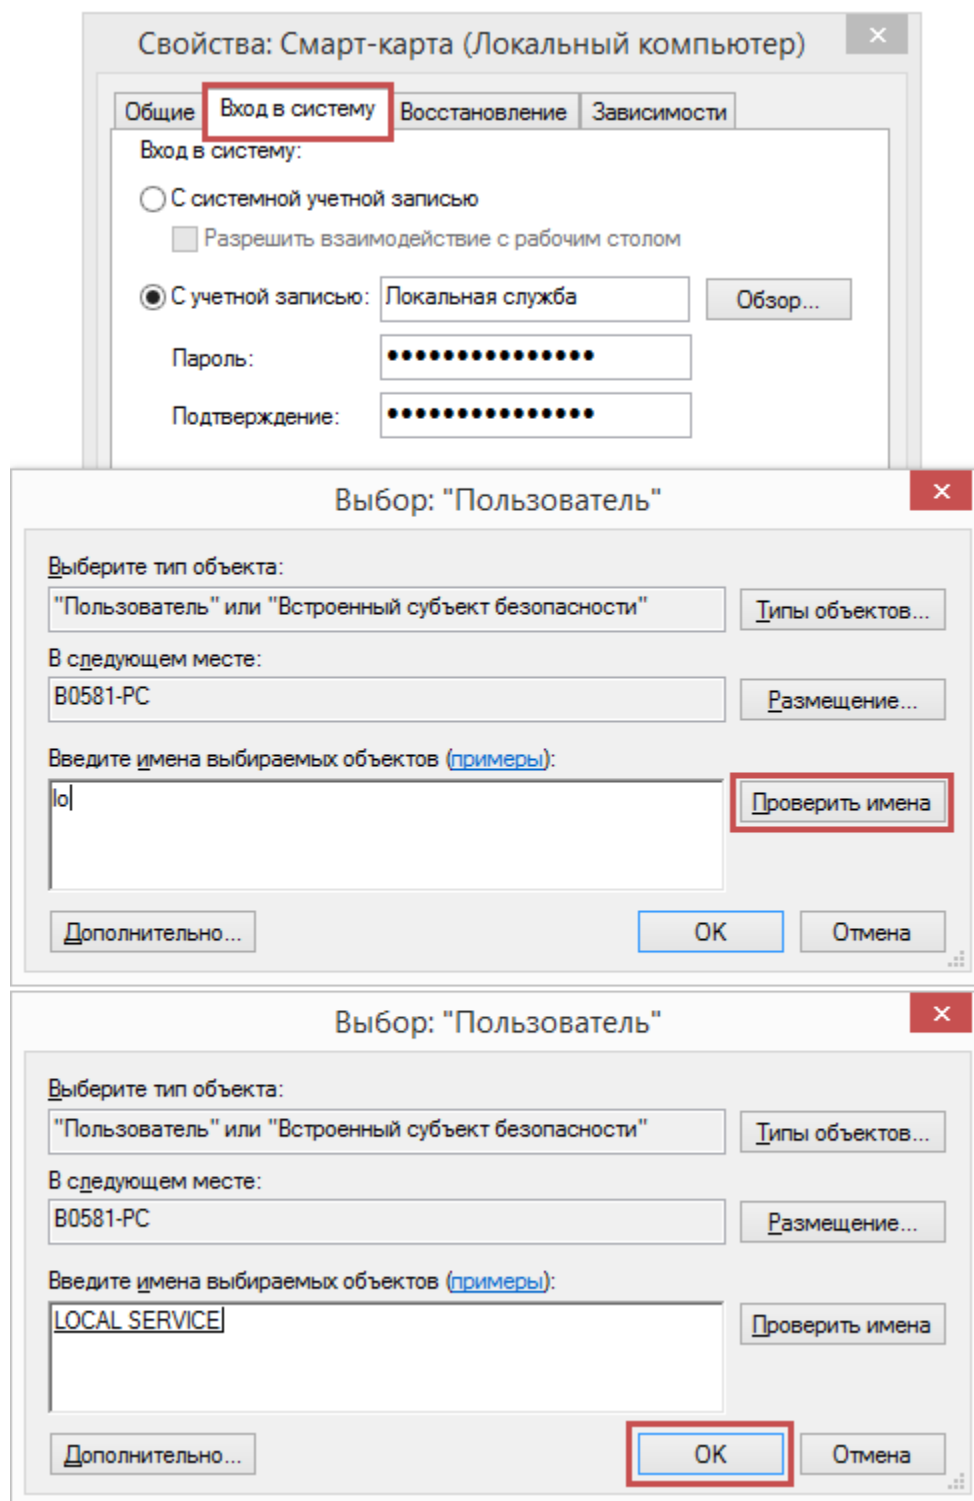 Свойства: Смарт-карта (Локальный компьютер)
Общие Вход в систему Восстановление Зависимости
Вход в систему:
С системной учетной записью
Разрешить взаимодействие с рабочим столом
С учетной записью: Локальная служба Обзор...
Пароль: ●●●●●●●●●●●●●●●
Подтверждение: ●●●●●●●●●●●●●●●
Выбор: "Пользователь"
Выберите тип объекта:
"Пользователь" или "Встроенный субъект безопасности" Типы объектов...
В следующем месте:
B0581-PC Размещение...
Введите имена выбираемых объектов (примеры):
lo Проверить имена
Дополнительно... OK Отмена
Выбор: "Пользователь"
Выберите тип объекта:
"Пользователь" или "Встроенный субъект безопасности" Типы объектов...
В следующем месте:
B0581-PC Размещение...
Введите имена выбираемых объектов (примеры):
LOCAL SERVICE Проверить имена
Дополнительно... OK Отмена